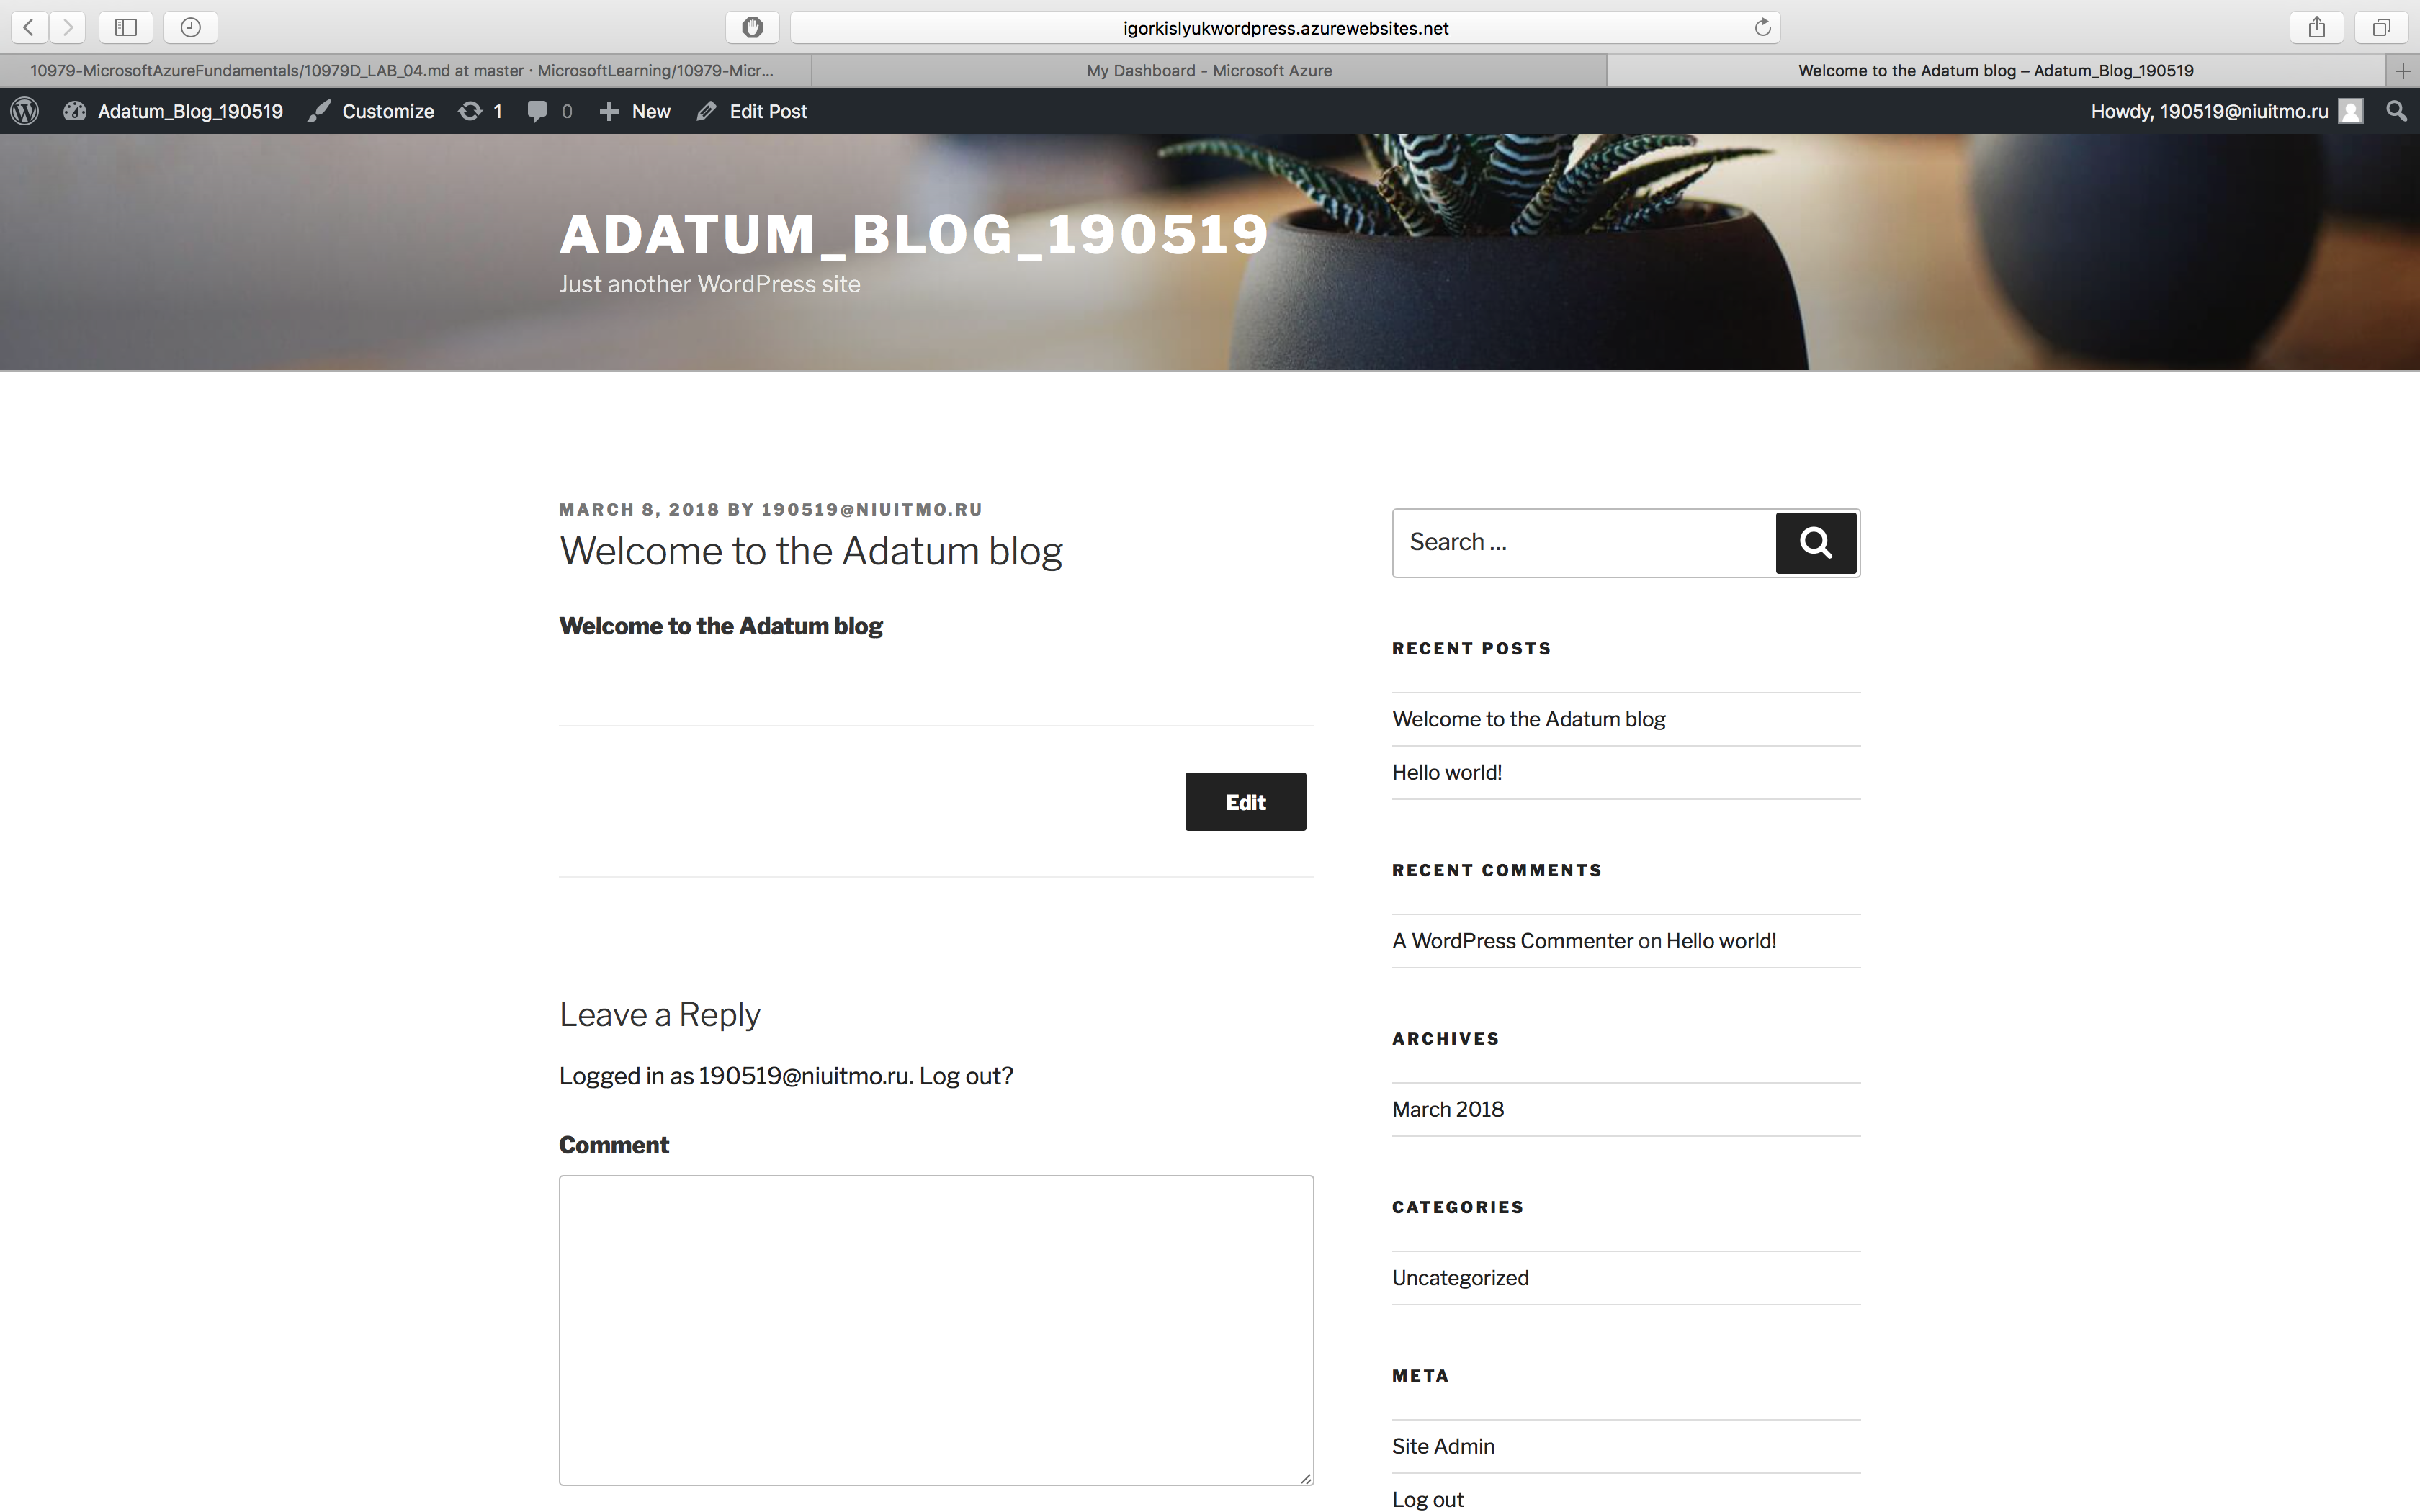 igorkislyukwordpress.azurewebsites.net
10979-MicrosoftAzureFundamentals/10979D_LAB_04.md at master · MicrosoftLearning/10979-Micr...
My Dashboard - Microsoft Azure
Welcome to the Adatum blog – Adatum_Blog_190519
Adatum_Blog_190519 Customize 1 0 New Edit Post Howdy, 190519@niuitmo.ru
ADATUM_BLOG_190519
Just another WordPress site
MARCH 8, 2018 BY 190519@NIUITMO.RU
Welcome to the Adatum blog
Welcome to the Adatum blog
Edit
Leave a Reply
Logged in as 190519@niuitmo.ru. Log out?
Comment
Search ...
RECENT POSTS
Welcome to the Adatum blog
Hello world!
RECENT COMMENTS
A WordPress Commenter on Hello world!
ARCHIVES
March 2018
CATEGORIES
Uncategorized
META
Site Admin
Log out